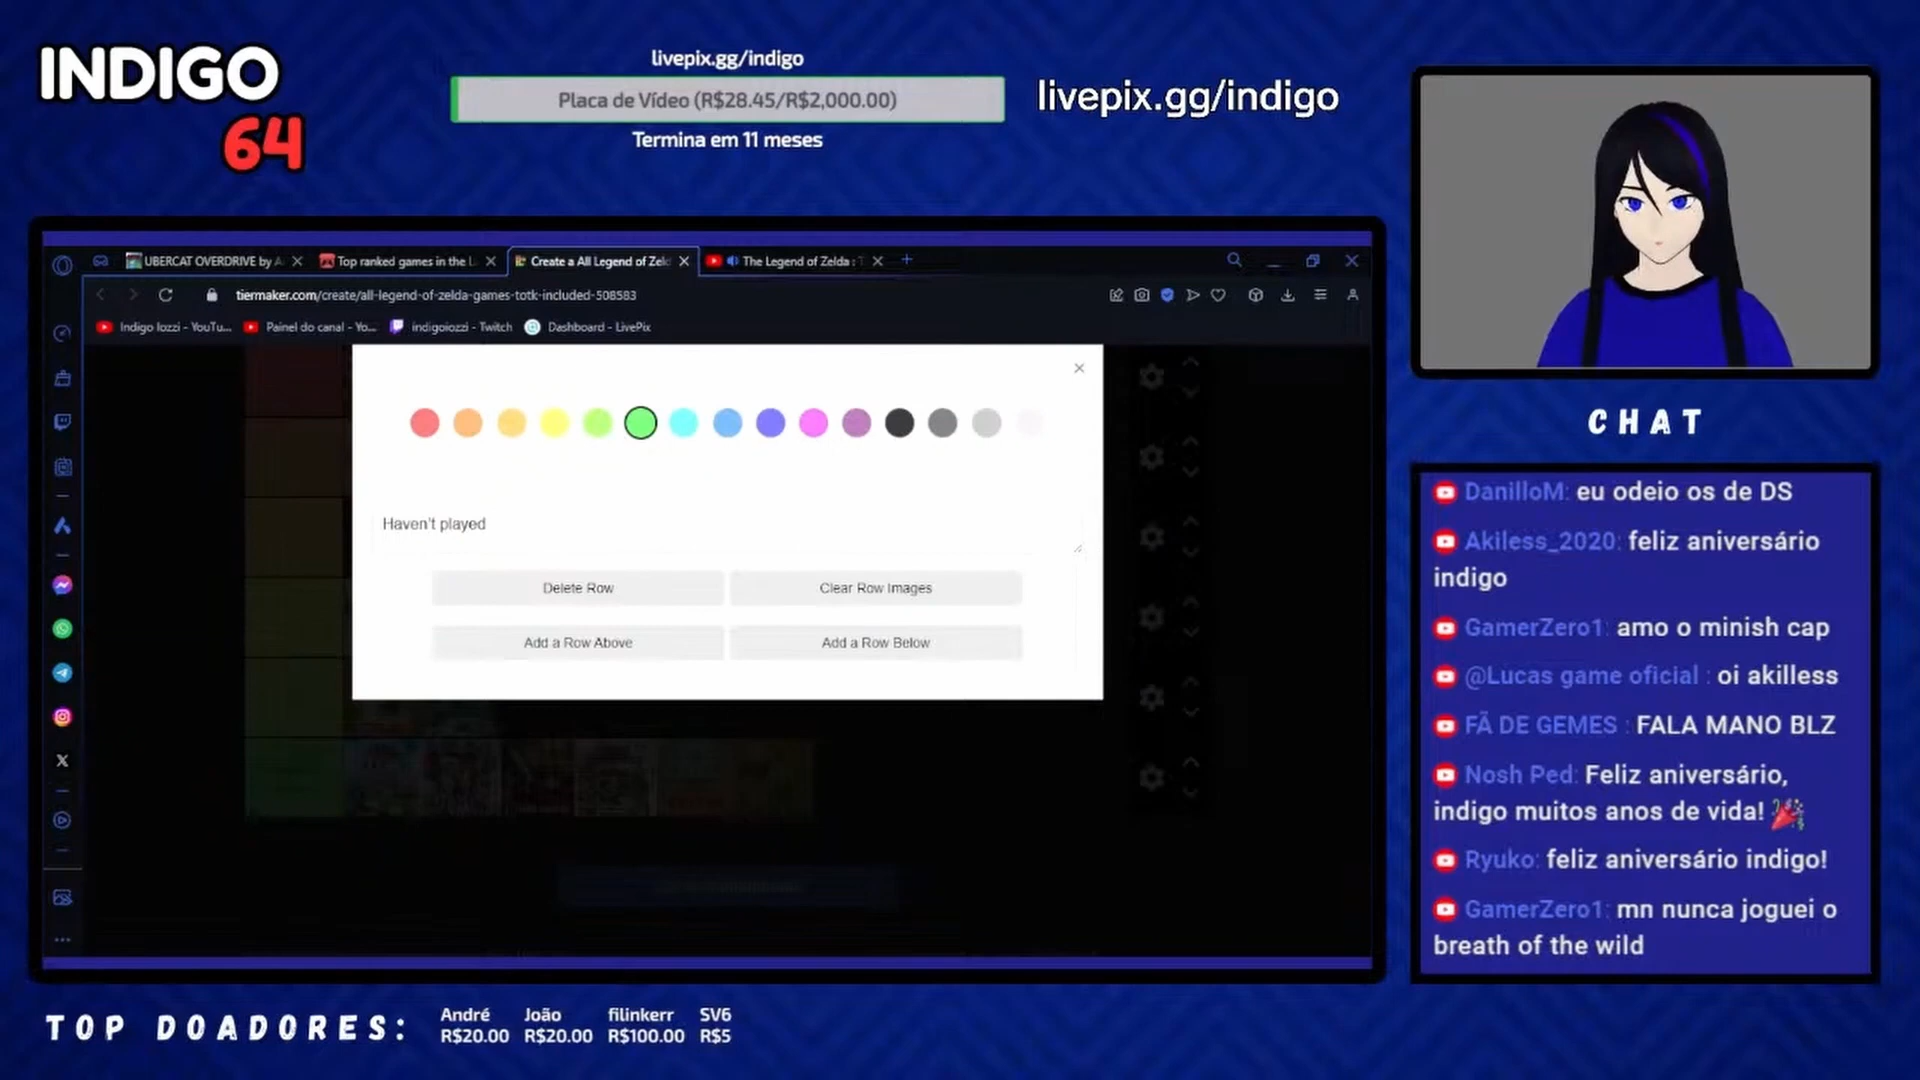 INDIGO
64
livepix.gg/indigo
Placa de Vídeo (R$28.45/R$2,000.00)
Termina em 11 meses
livepix.gg/indigo
UBERCAT OVERDRIVE by
Top ranked games in the
Create a All Legend of Zel
The Legend of Zelda :
tiermaker.com/create/all-legend-of-zelda-games-totk-included-508583
Indigo Iozzi - YouTu...
Painel do canal - Yo...
indigoiozzi - Twitch
Dashboard - LivePix
Haven't played
Delete Row
Clear Row Images
Add a Row Above
Add a Row Below
CHAT
DanilloM: eu odeio os de DS
Akiless_2020: feliz aniversário
indigo
GamerZero1: amo o minish cap
@Lucas game oficial : oi akilless
FÃ DE GEMES : FALA MANO BLZ
Nosh Ped: Feliz aniversário,
indigo muitos anos de vida! 🎉
Ryuko: feliz aniversário indigo!
GamerZero1: mn nunca joguei o
breath of the wild
TOP DOADORES:
André
R$20.00
João
R$20.00
filinkerr
R$100.00
SV6
R$5